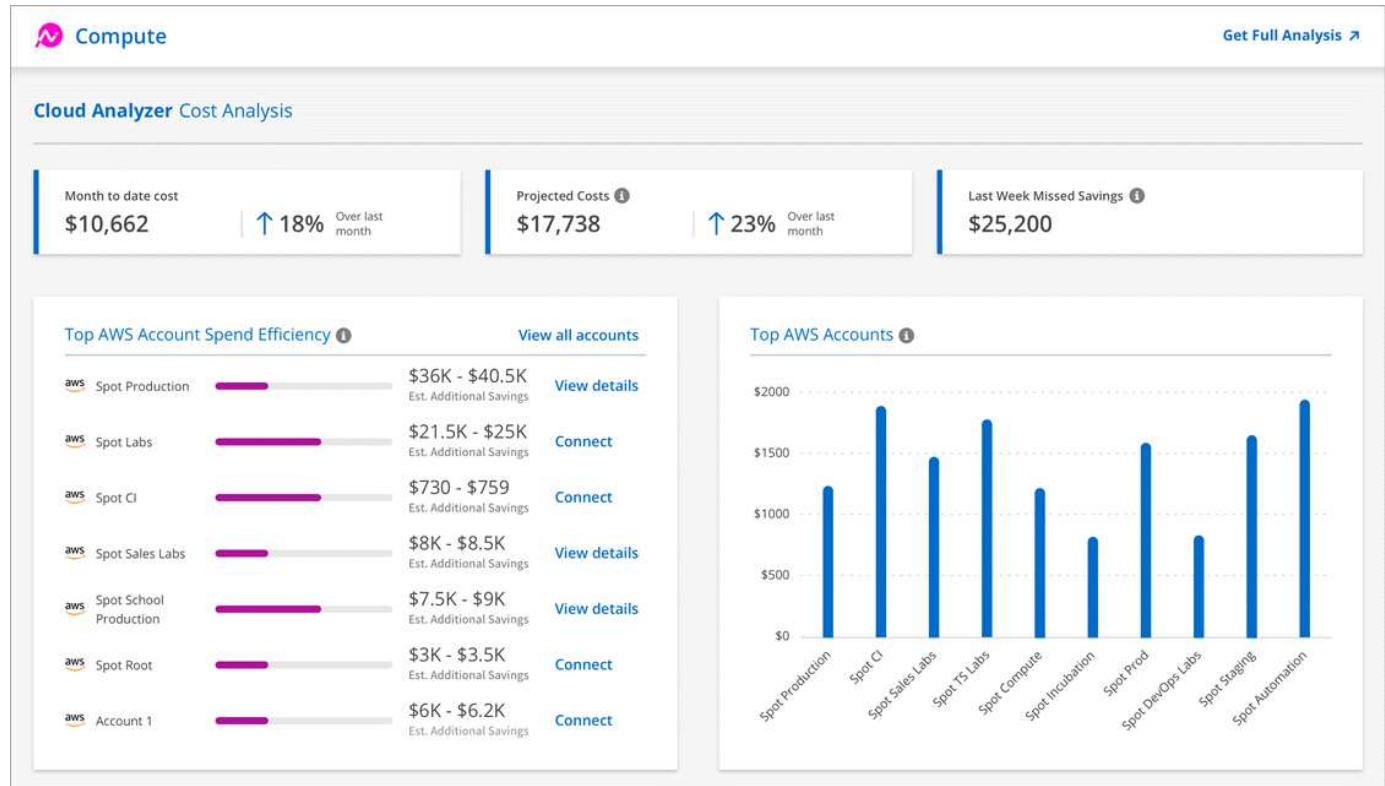 Compute
Get Full Analysis
Cloud Analyzer Cost Analysis
Month to date cost
$10,662
18%
Over last
month
Projected Costs
$17,738
23%
Over last
month
Last Week Missed Savings
$25,200
Top AWS Account Spend Efficiency
View all accounts
aws Spot Production
$36K - $40.5K
Est. Additional Savings
View details
aws Spot Labs
$21.5K - $25K
Est. Additional Savings
Connect
aws Spot CI
$730 - $759
Est. Additional Savings
Connect
aws Spot Sales Labs
$8K - $8.5K
Est. Additional Savings
View details
aws Spot School
Production
$7.5K - $9K
Est. Additional Savings
View details
aws Spot Root
$3K - $3.5K
Est. Additional Savings
Connect
aws Account 1
$6K - $6.2K
Est. Additional Savings
Connect
Top AWS Accounts
$2000
$1500
$1000
$500
$0
Spot Production
Spot CI
Spot Sales Labs
Spot TS Labs
Spot Compute
Spot Incubation
Spot Prod
Spot DevOps Labs
Spot Staging
Spot Automation